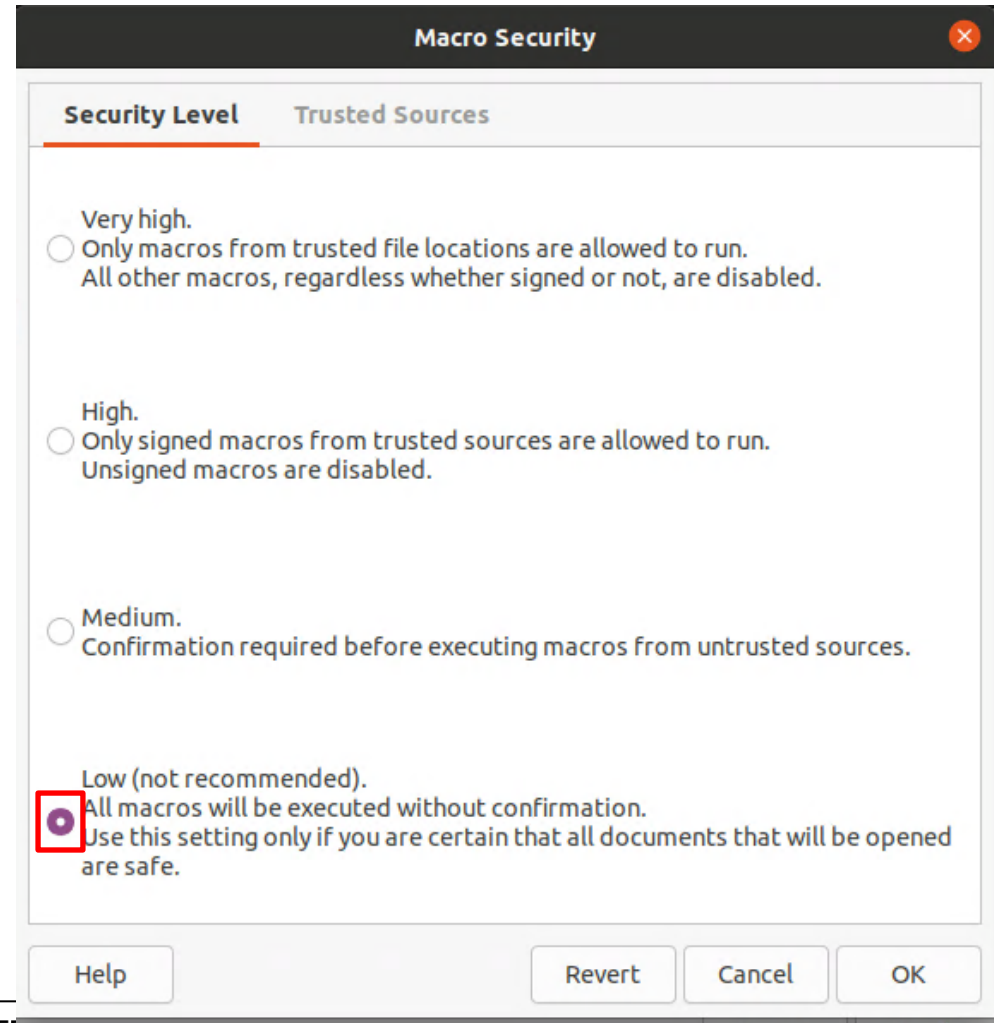 Macro Security
Security Level
Trusted Sources
Very high.
Only macros from trusted file locations are allowed to run.
All other macros, regardless whether signed or not, are disabled.
High.
Only signed macros from trusted sources are allowed to run.
Unsigned macros are disabled.
Medium.
Confirmation required before executing macros from untrusted sources.
Low (not recommended).
All macros will be executed without confirmation.
Use this setting only if you are certain that all documents that will be opened
are safe.
Help
Revert
Cancel
OK